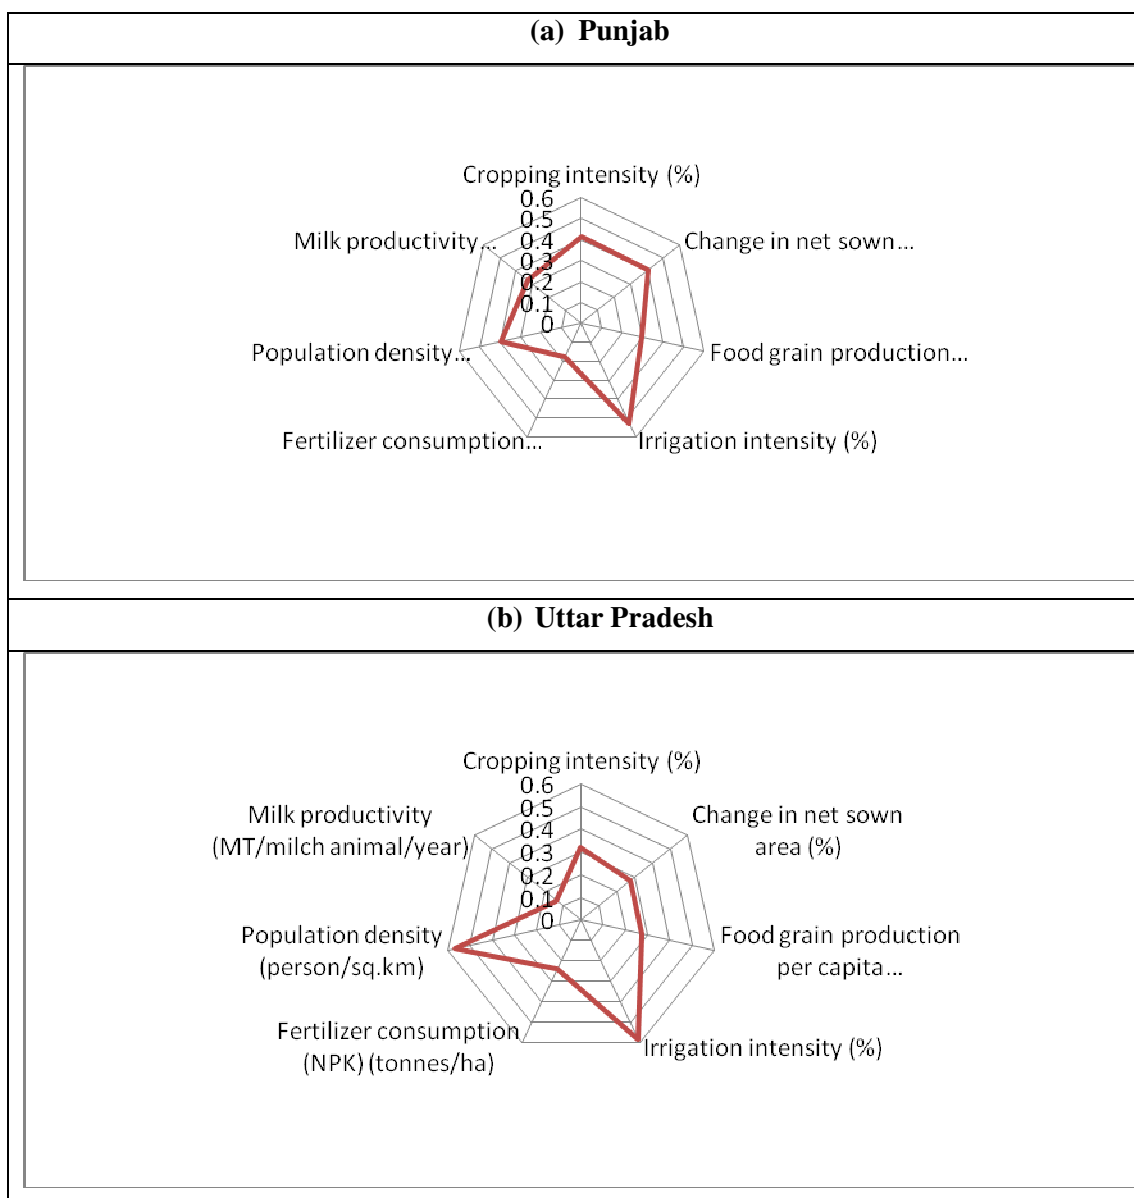 (a) Punjab
Cropping intensity (%)
0.6
0.5
0.4
0.3
0.2
0.1
0
Milk productivity...
Change in net sown...
Population density...
Food grain production...
Fertilizer consumption...
Irrigation intensity (%)
(b) Uttar Pradesh
Cropping intensity (%)
0.6
0.5
0.4
0.3
0.2
0.1
0
Milk productivity
(MT/milch animal/year)
Change in net sown
area (%)
Population density
(person/sq.km)
Food grain production
per capita...
Fertilizer consumption
(NPK) (tonnes/ha)
Irrigation intensity (%)